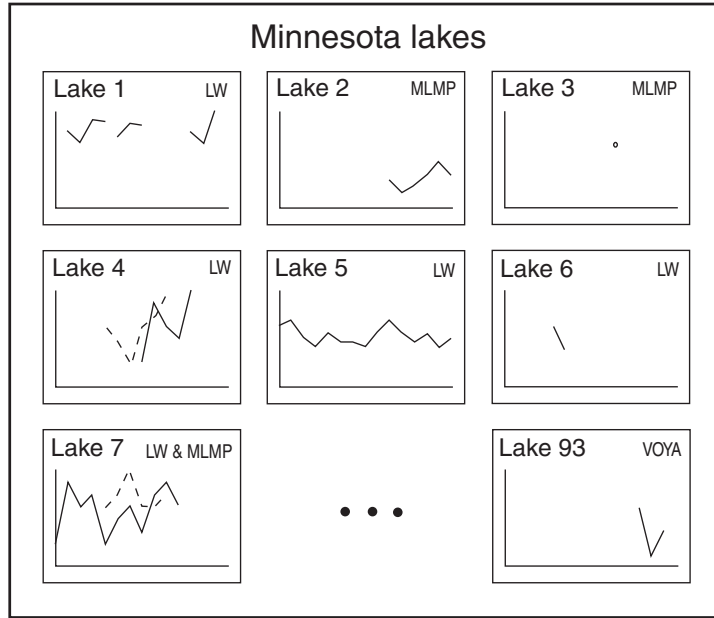 Minnesota lakes
Lake 1 LW
Lake 2 MLMP
Lake 3 MLMP
Lake 4 LW
Lake 5 LW
Lake 6 LW
Lake 7 LW & MLMP
Lake 93 VOYA